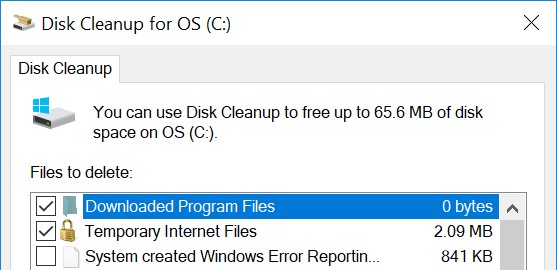 Disk Cleanup for OS (C:)
Disk Cleanup
You can use Disk Cleanup to free up to 65.6 MB of disk
space on OS (C:).
Files to delete:
Downloaded Program Files 0 bytes
Temporary Internet Files 2.09 MB
System created Windows Error Reportin... 841 KB